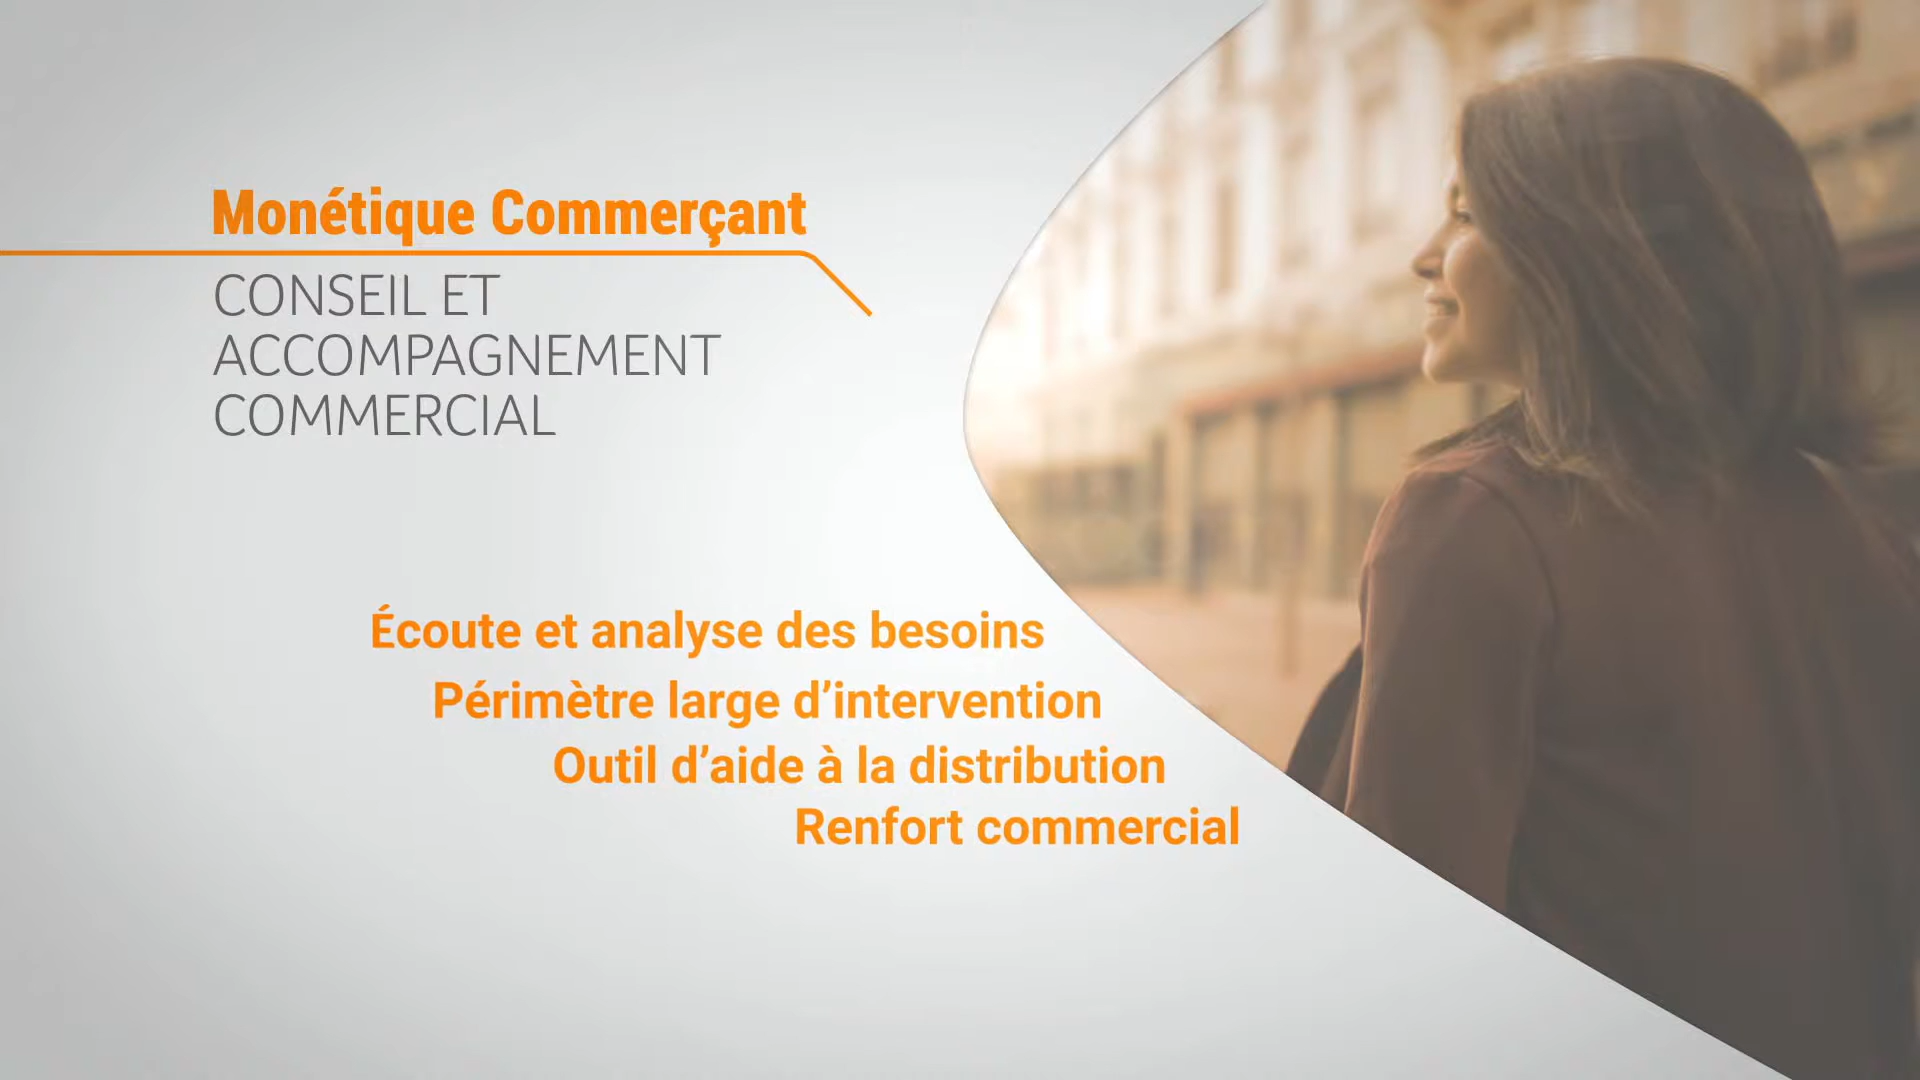 Monétique Commerçant
CONSEIL ET
ACCOMPAGNEMENT
COMMERCIAL
Écoute et analyse des besoins
Périmètre large d’intervention
Outil d’aide à la distribution
Renfort commercial